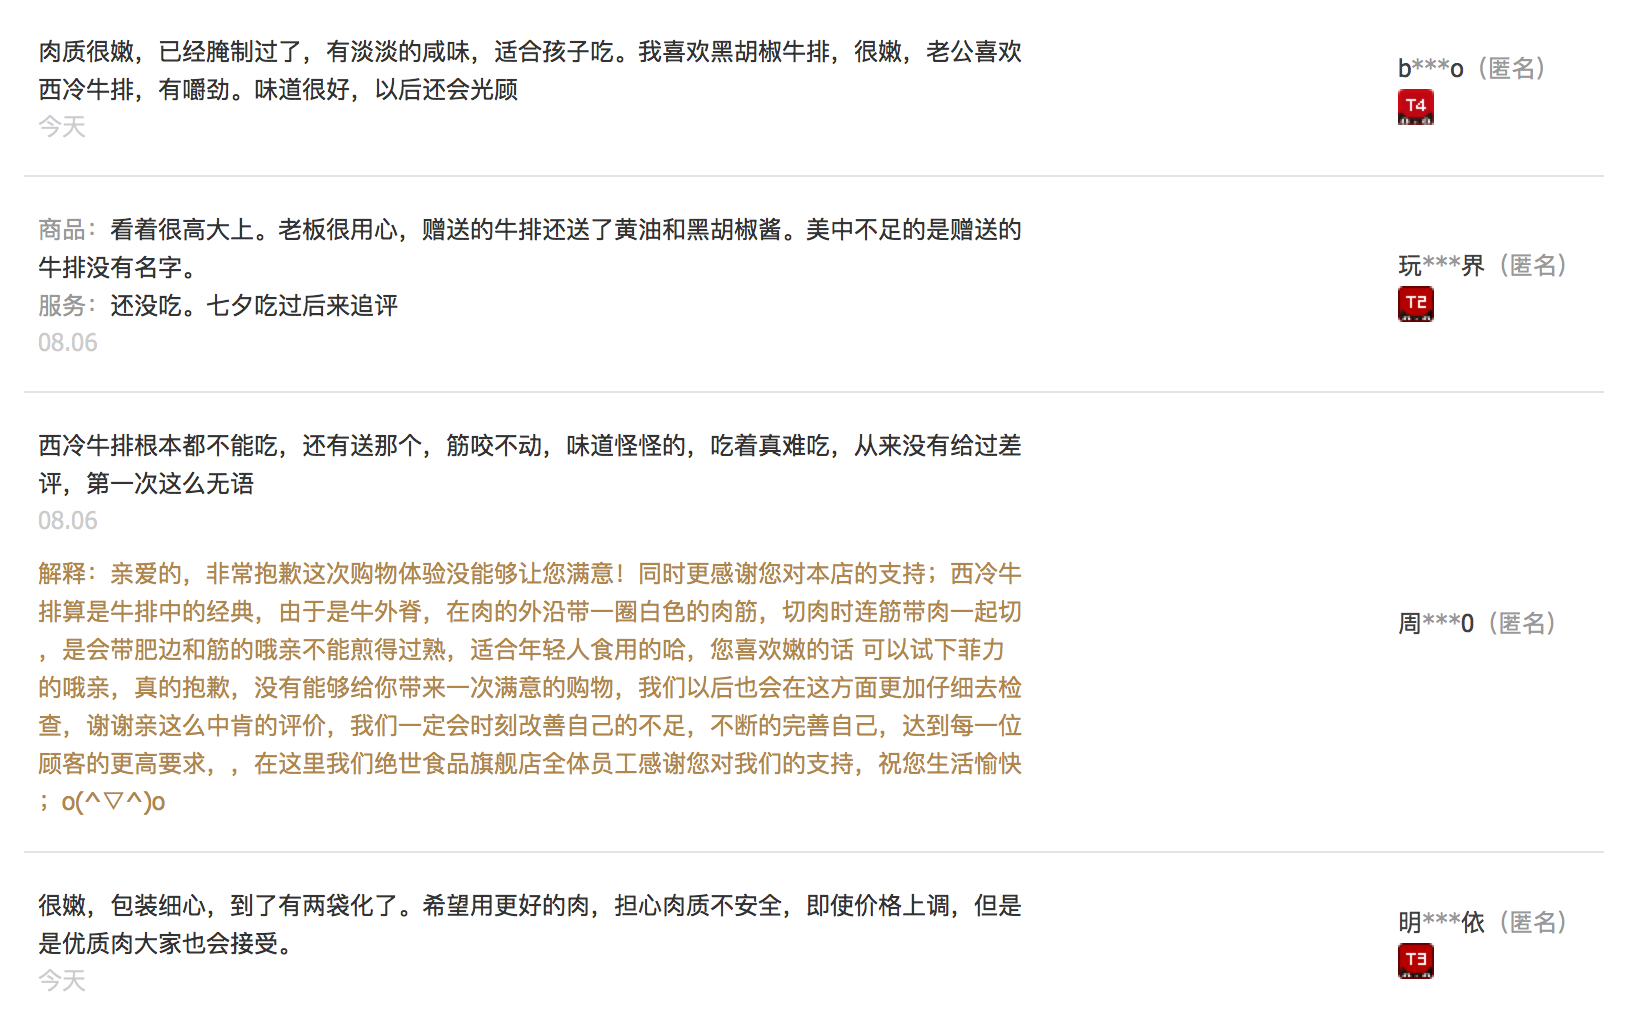 肉质很嫩，已经腌制过了，有淡淡的咸味，适合孩子吃。我喜欢黑胡椒牛排，很嫩，老公喜欢
西冷牛排，有嚼劲。味道很好，以后还会光顾
今天
b***o（匿名）
T4
商品：看着很高大上。老板很用心，赠送的牛排还送了黄油和黑胡椒酱。美中不足的是赠送的
牛排没有名字。
服务：还没吃。七夕吃过后来追评
08.06
玩***界（匿名）
T2
西冷牛排根本都不能吃，还有送那个，筋咬不动，味道怪怪的，吃着真难吃，从来没有给过差
评，第一次这么无语
08.06
解释：亲爱的，非常抱歉这次购物体验没能够让您满意！同时更感谢您对本店的支持；西冷牛
排算是牛排中的经典，由于是牛外脊，在肉的外沿带一圈白色的肉筋，切肉时连筋带肉一起切
，是会带肥边和筋的哦亲不能煎得过熟，适合年轻人食用的哈，您喜欢嫩的话 可以试下菲力
的哦亲，真的抱歉，没有能够给你带来一次满意的购物，我们以后也会在这方面更加仔细去检
查，谢谢亲这么中肯的评价，我们一定会时刻改善自己的不足，不断的完善自己，达到每一位
顾客的更高要求，，在这里我们绝世食品旗舰店全体员工感谢您对我们的支持，祝您生活愉快
；o(^▽^)o
周***0（匿名）
很嫩，包装细心，到了有两袋化了。希望用更好的肉，担心肉质不安全，即使价格上调，但是
是优质肉大家也会接受。
今天
明***依（匿名）
T3